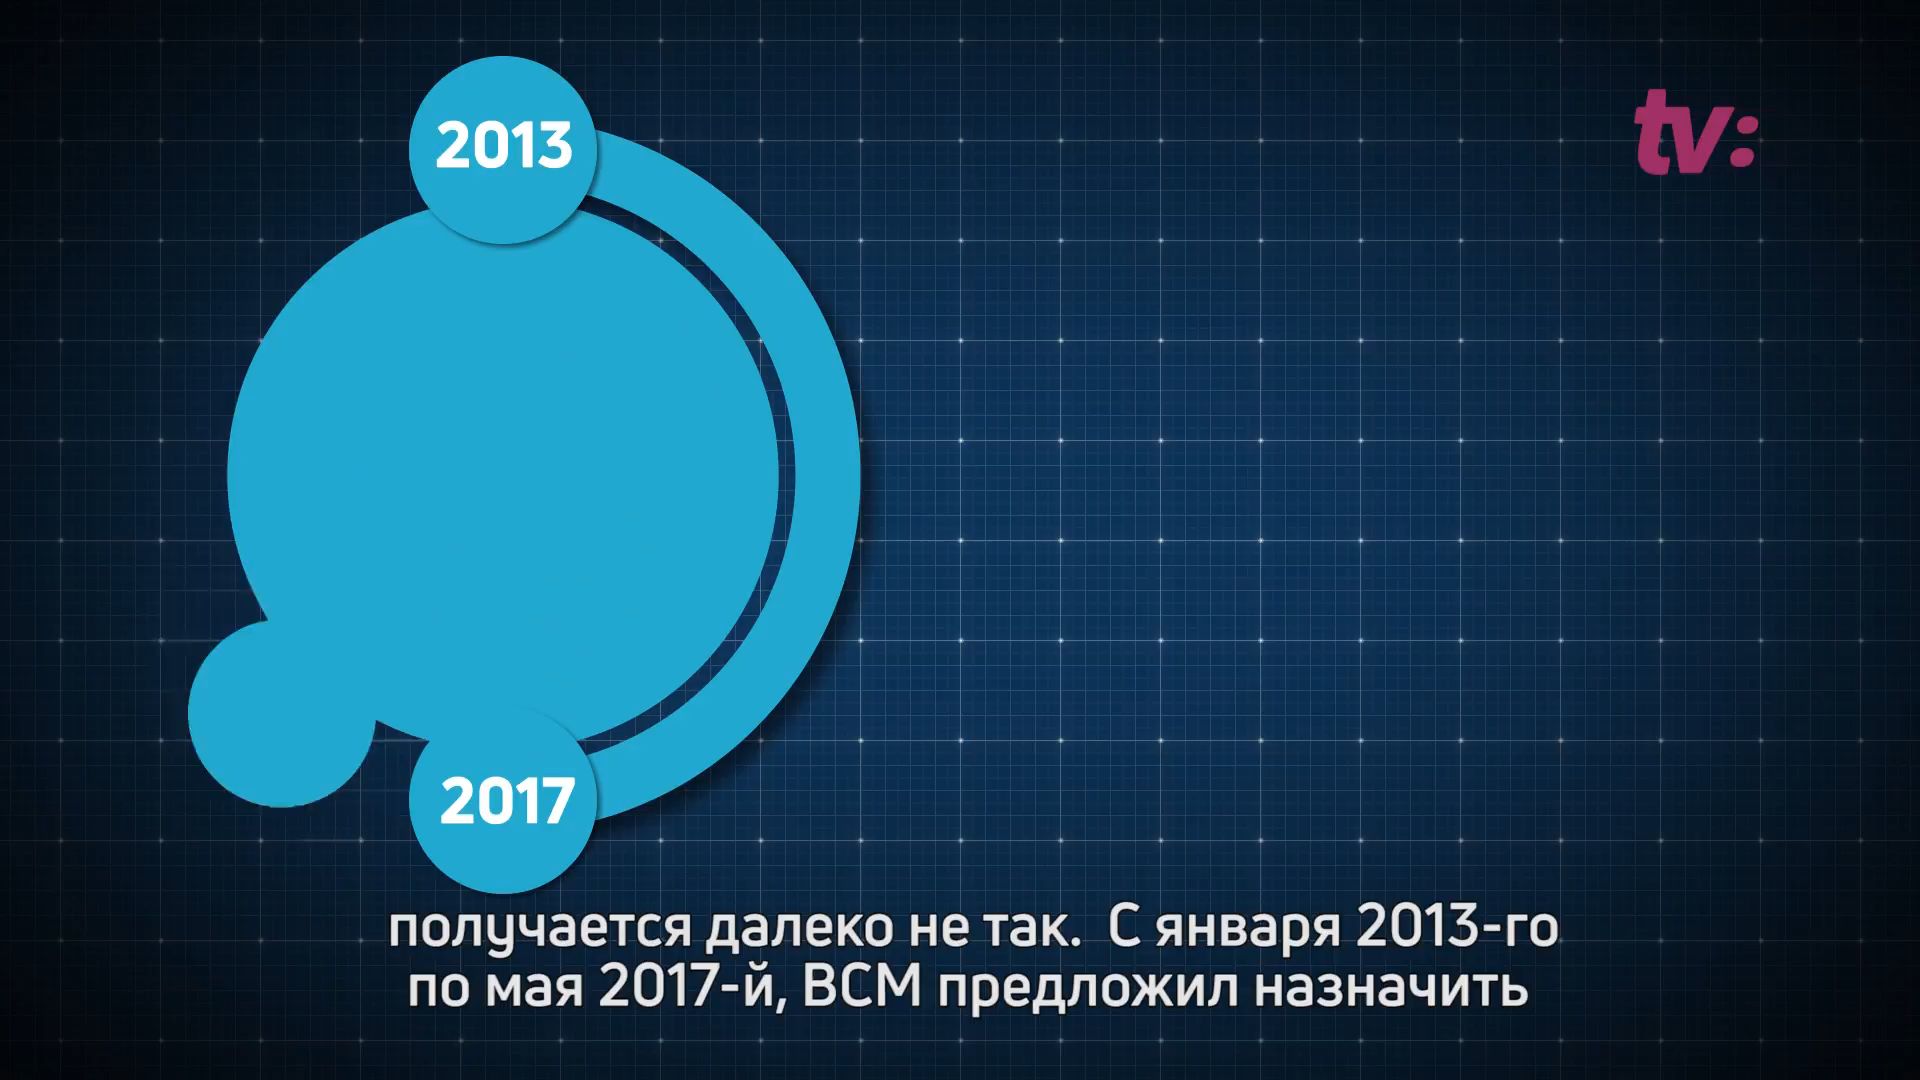 2013
tv:
2017
получается далеко не так. С января 2013-го
по мая 2017-й, ВСМ предложил назначить